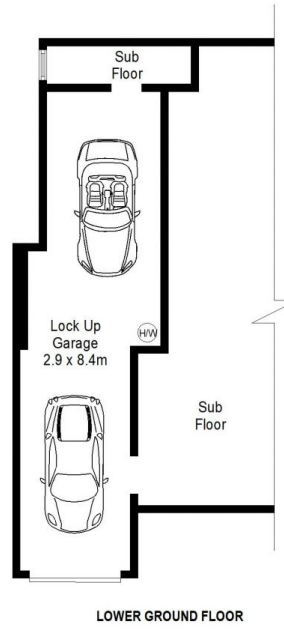 Sub
Floor
Lock Up
Garage
2.9 x 8.4m
H/W
Sub
Floor
LOWER GROUND FLOOR